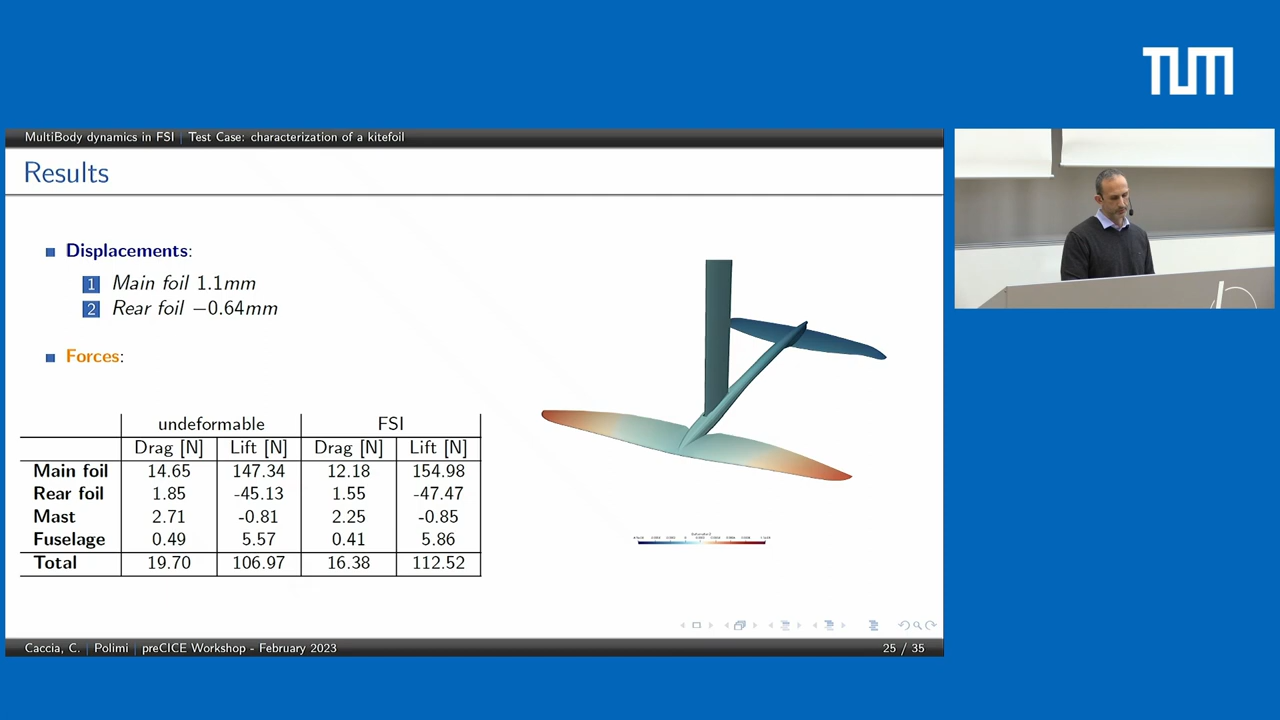 TUM
MultiBody dynamics in FSI | Test Case: characterization of a kitefoil
Results
Displacements:
1 Main foil 1.1mm
2 Rear foil −0.64mm
Forces:
undeformable FSI
Drag [N] Lift [N] Drag [N] Lift [N]
Main foil 14.65 147.34 12.18 154.98
Rear foil 1.85 -45.13 1.55 -47.47
Mast 2.71 -0.81 2.25 -0.85
Fuselage 0.49 5.57 0.41 5.86
Total 19.70 106.97 16.38 112.52
Caccia, C. | Polimi | preCICE Workshop - February 2023
25 / 35